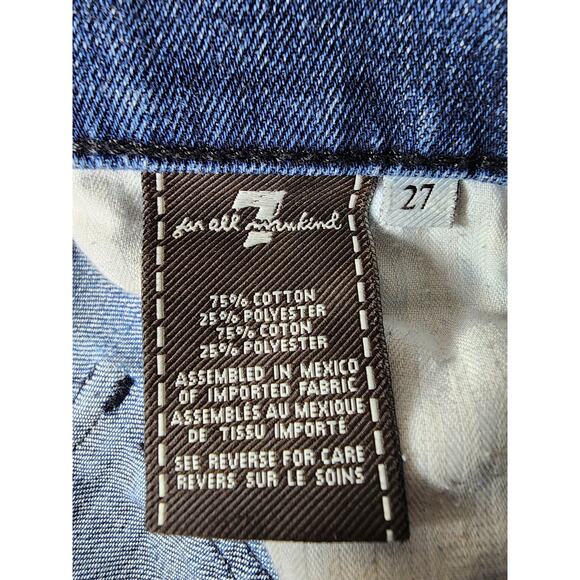 7
for all mankind
27
75% COTTON
25% POLYESTER
75% COTON
25% POLYESTER
ASSEMBLED IN MEXICO
OF IMPORTED FABRIC
ASSEMBLÉS AU MEXIQUE
DE TISSU IMPORTÉ
SEE REVERSE FOR CARE
REVERS SUR LE SOINS